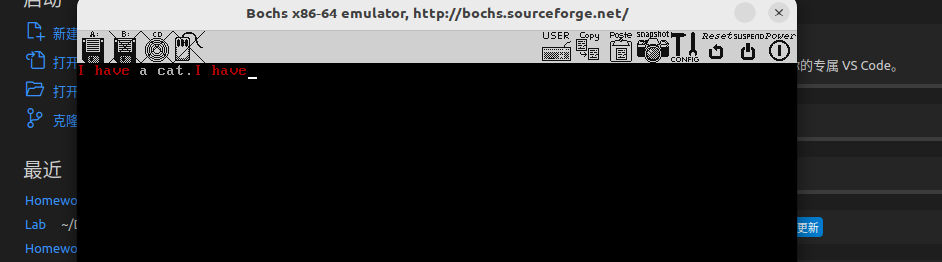 启动
Bochs x86-64 emulator, http://bochs.sourceforge.net/
A: B: CD USER Copy Paste snapshot CONFIG Reset SUSPEND Power
新建
打开
打开
克隆
的专属 VS Code。
I have a cat.I have
最近
Homewo
Lab ~/D
Homewo
更新